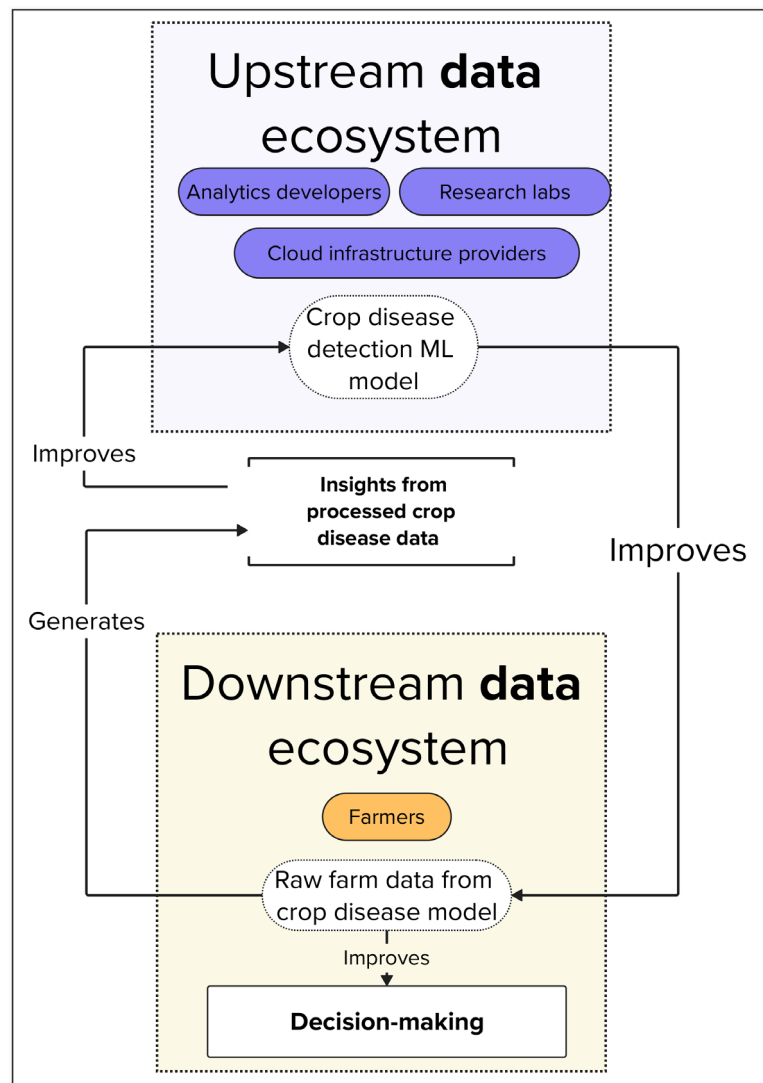 Upstream data
ecosystem
Analytics developers
Research labs
Cloud infrastructure providers
Crop disease
detection ML
model
Improves
Insights from
processed crop
disease data
Improves
Generates
Downstream data
ecosystem
Farmers
Raw farm data from
crop disease model
Improves
Decision-making